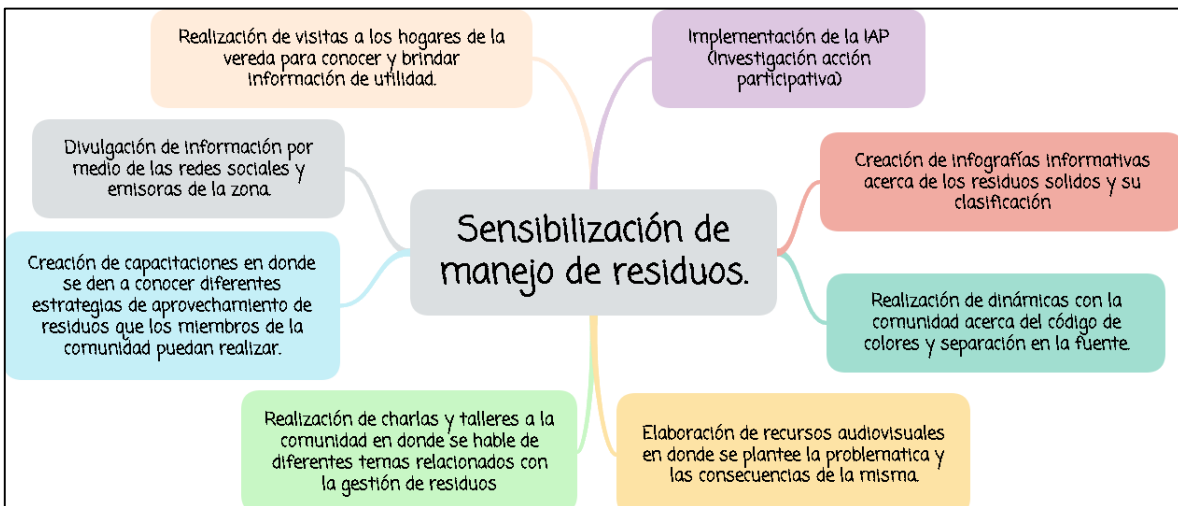 Realización de visitas a los hogares de la
vereda para conocer y brindar
información de utilidad.
Implementación de la IAP
(Investigación acción
participativa)
Divulgación de información por
medio de las redes sociales y
emisoras de la zona
Creación de infografías informativas
acerca de los residuos solidos y su
clasificación
Sensibilización de
manejo de residuos.
Creación de capacitaciones en donde
se den a conocer diferentes
estrategias de aprovechamiento de
residuos que los miembros de la
comunidad puedan realizar.
Realización de dinámicas con la
comunidad acerca del código de
colores y separación en la fuente.
Realización de charlas y talleres a la
comunidad en donde se hable de
diferentes temas relacionados con
la gestión de residuos
Elaboración de recursos audiovisuales
en donde se plantee la problematica y
las consecuencias de la misma.